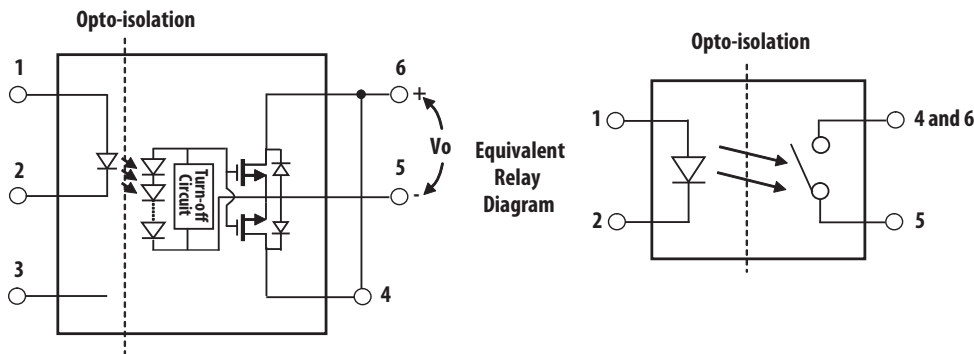 Opto-isolation
1
2
3
Turn-off
Circuit
6
+
Vo
5
-
4
Equivalent
Relay
Diagram
Opto-isolation
1
2
4 and 6
5